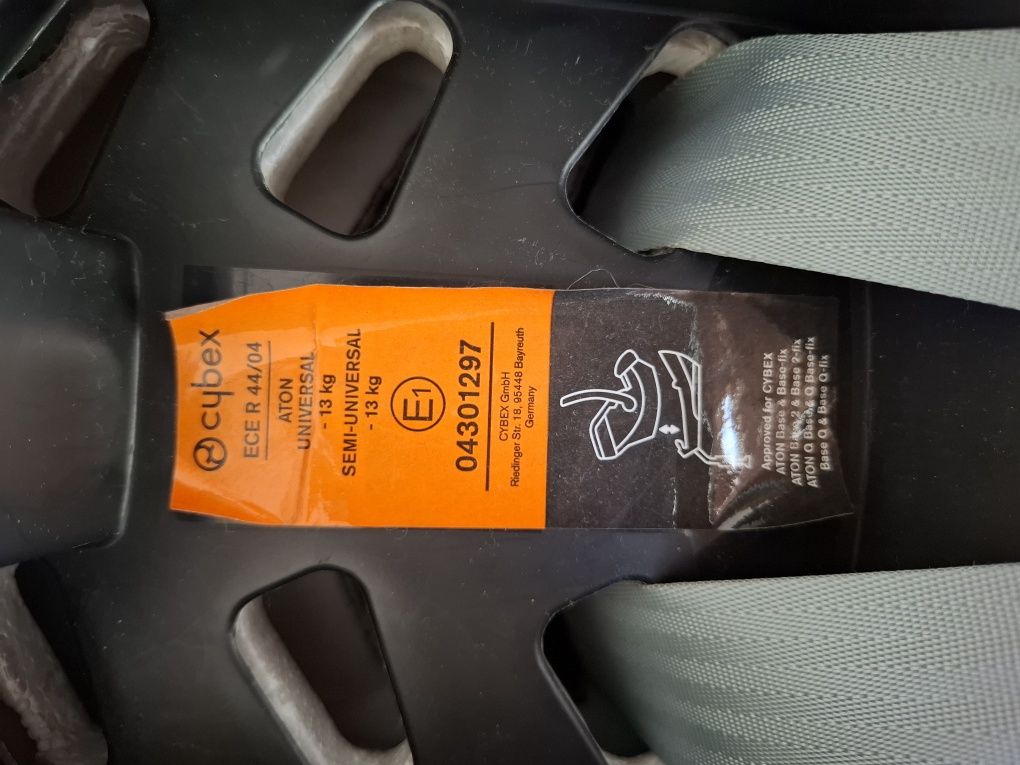 cybex
ECE R 44/04
ATON
UNIVERSAL
- 13 kg
SEMI-UNIVERSAL
- 13 kg
E1
04301297
CYBEX GmbH
Riedinger Str. 18, 95448 Bayreuth
Germany
Approved for CYBEX
ATON Base & Base-fix
ATON Base 2 & Base 2-fix
ATON Q Base & Q Base-fix
Base Q & Base Q-fix